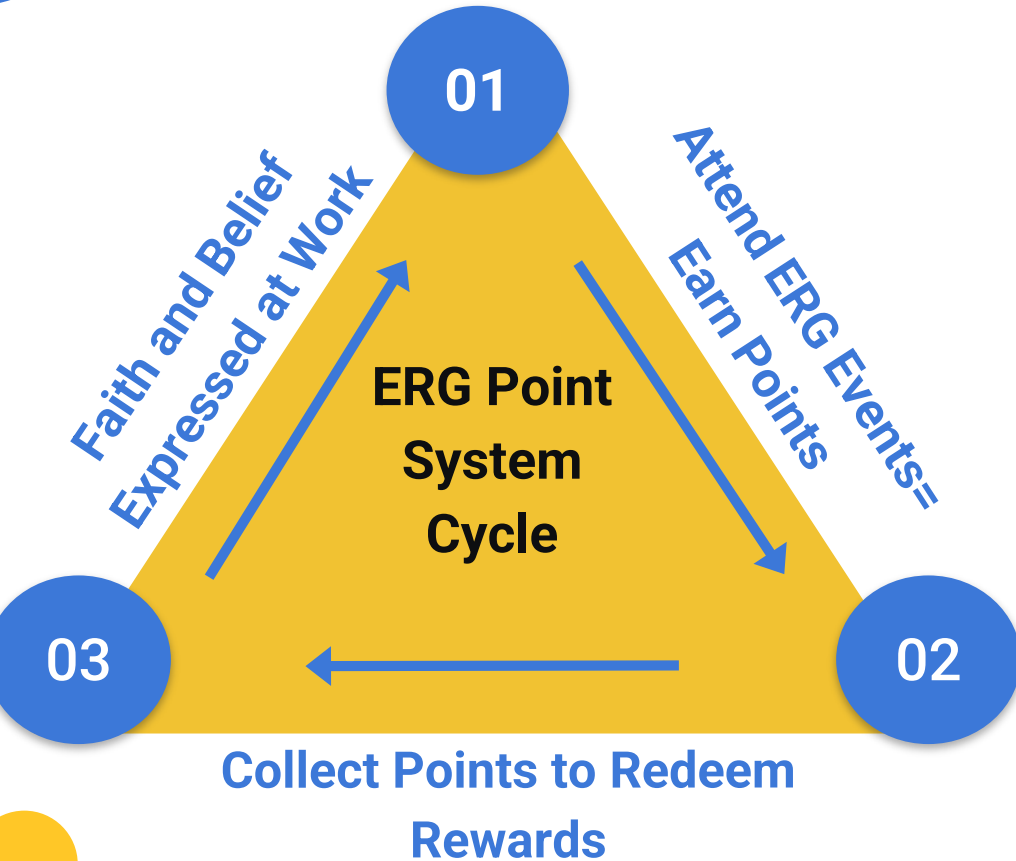 01
Attend ERG Events=
Earn Points
02
Collect Points to Redeem
Rewards
03
Faith and Belief
Expressed at Work
ERG Point
System
Cycle